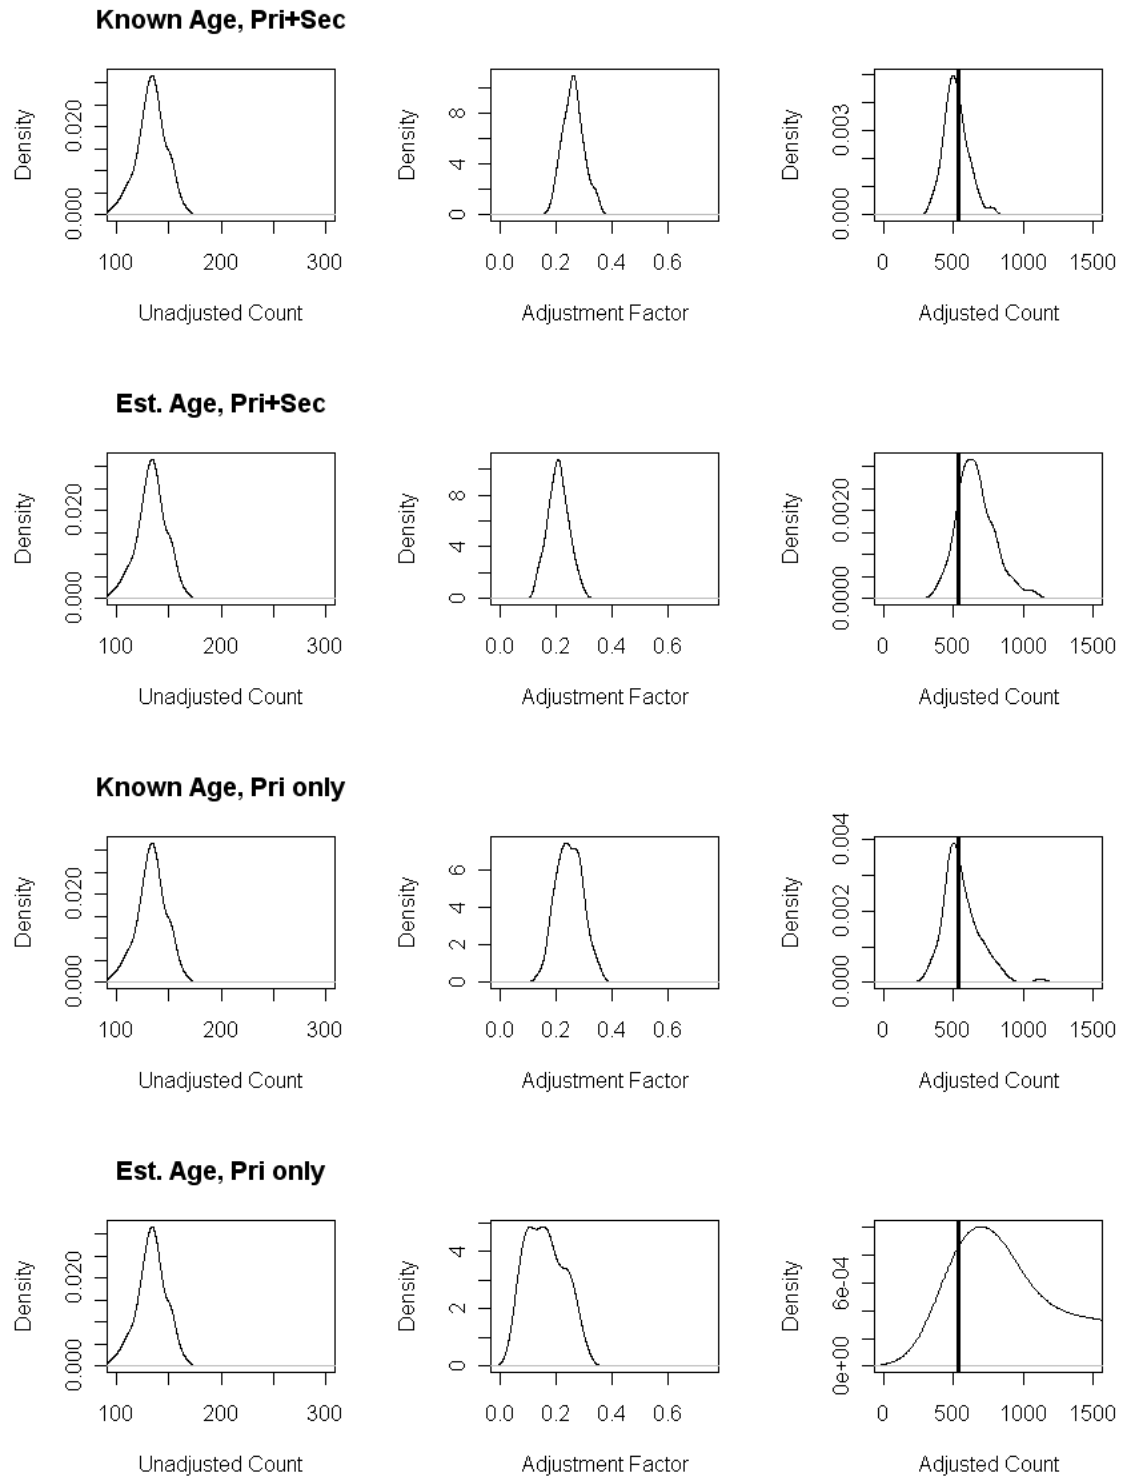 Known Age, Pri+Sec
Density
0.000 0.020
100 200 300
Unadjusted Count
Density
0 4 8
0.0 0.2 0.4 0.6
Adjustment Factor
Density
0.000 0.003
0 500 1000 1500
Adjusted Count
Est. Age, Pri+Sec
Density
0.000 0.020
100 200 300
Unadjusted Count
Density
0 4 8
0.0 0.2 0.4 0.6
Adjustment Factor
Density
0.0000 0.0020
0 500 1000 1500
Adjusted Count
Known Age, Pri only
Density
0.000 0.020
100 200 300
Unadjusted Count
Density
0 2 4 6
0.0 0.2 0.4 0.6
Adjustment Factor
Density
0.000 0.002 0.004
0 500 1000 1500
Adjusted Count
Est. Age, Pri only
Density
0.000 0.020
100 200 300
Unadjusted Count
Density
0 2 4
0.0 0.2 0.4 0.6
Adjustment Factor
Density
0e+00 6e-04
0 500 1000 1500
Adjusted Count